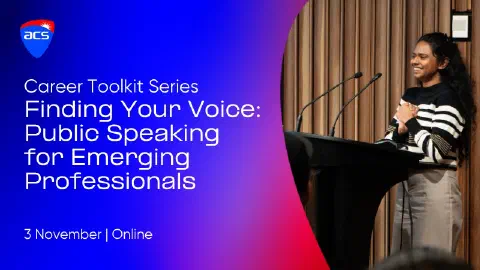 acs
Career Toolkit Series
Finding Your Voice:
Public Speaking
for Emerging
Professionals
3 November | Online